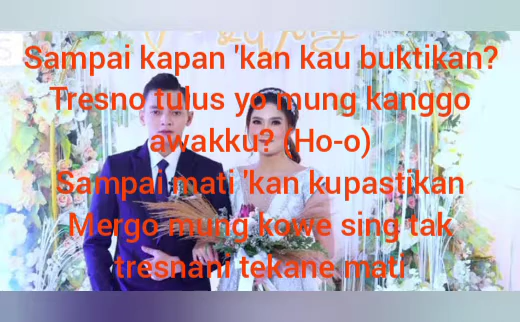 Sampai kapan 'kan kau buktikan?
Tresno tulus yo mung kanggo
awakku? (Ho-o)
Sampai mati 'kan kupastikan
Mergo mung kowe sing tak
tresnani tekane mati